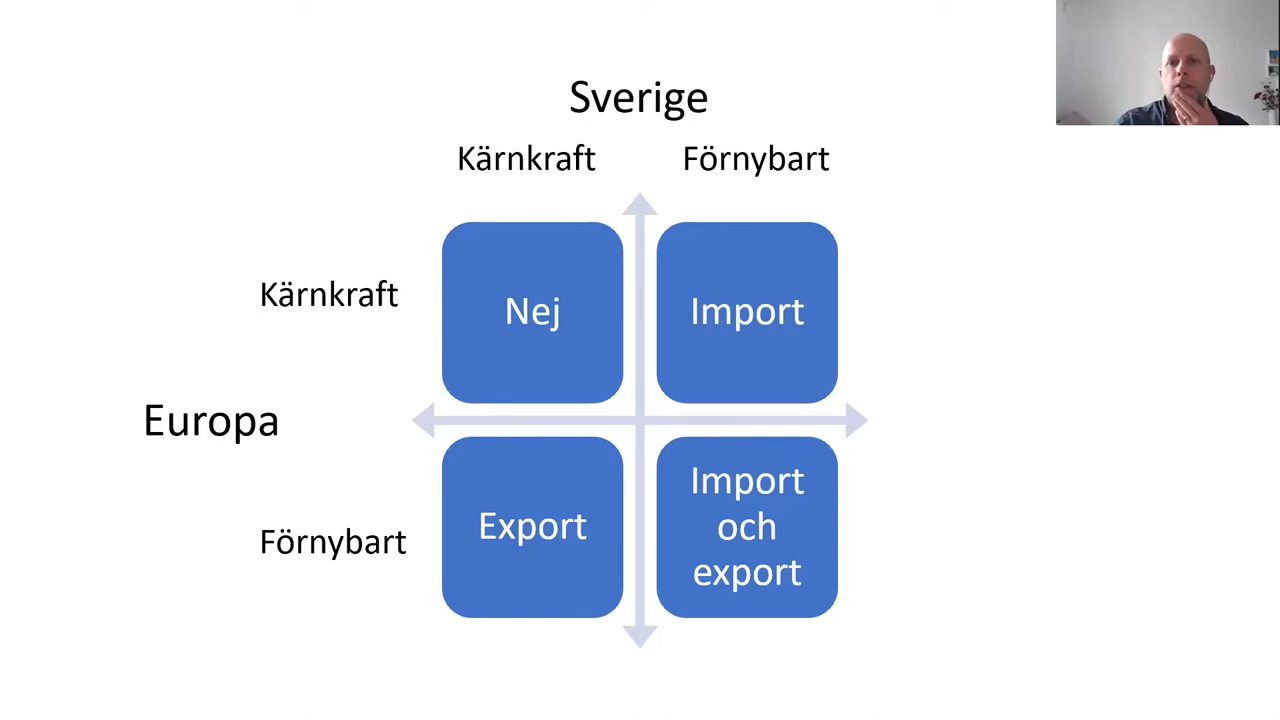 Sverige
Kärnkraft Förnybart
Kärnkraft
Nej
Import
Europa
Förnybart
Export
Import
och
export